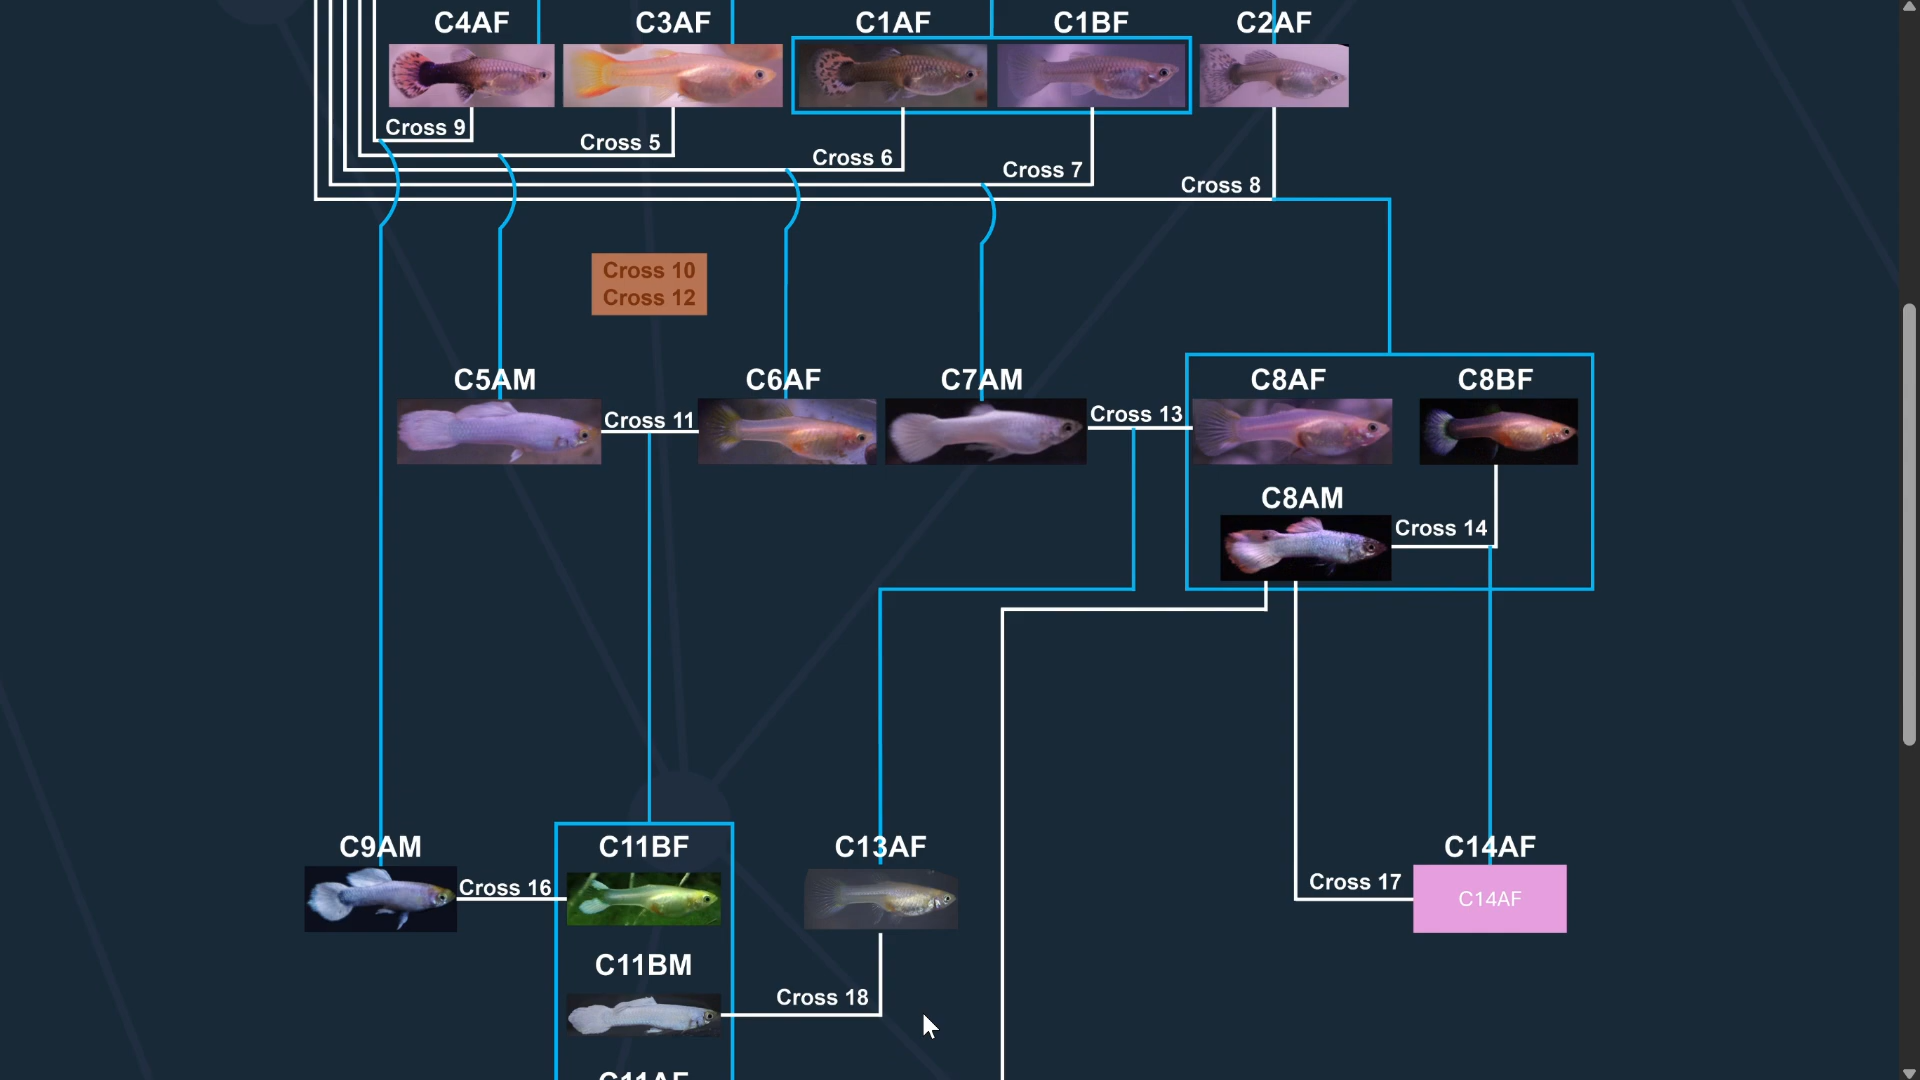 C4AF
C3AF
C1AF
C1BF
C2AF
Cross 9
Cross 5
Cross 6
Cross 7
Cross 8
Cross 10
Cross 12
C5AM
C6AF
C7AM
C8AF
C8BF
Cross 11
Cross 13
C8AM
Cross 14
C9AM
C11BF
C13AF
C14AF
Cross 16
Cross 17
C14AF
C11BM
Cross 18
C11AF